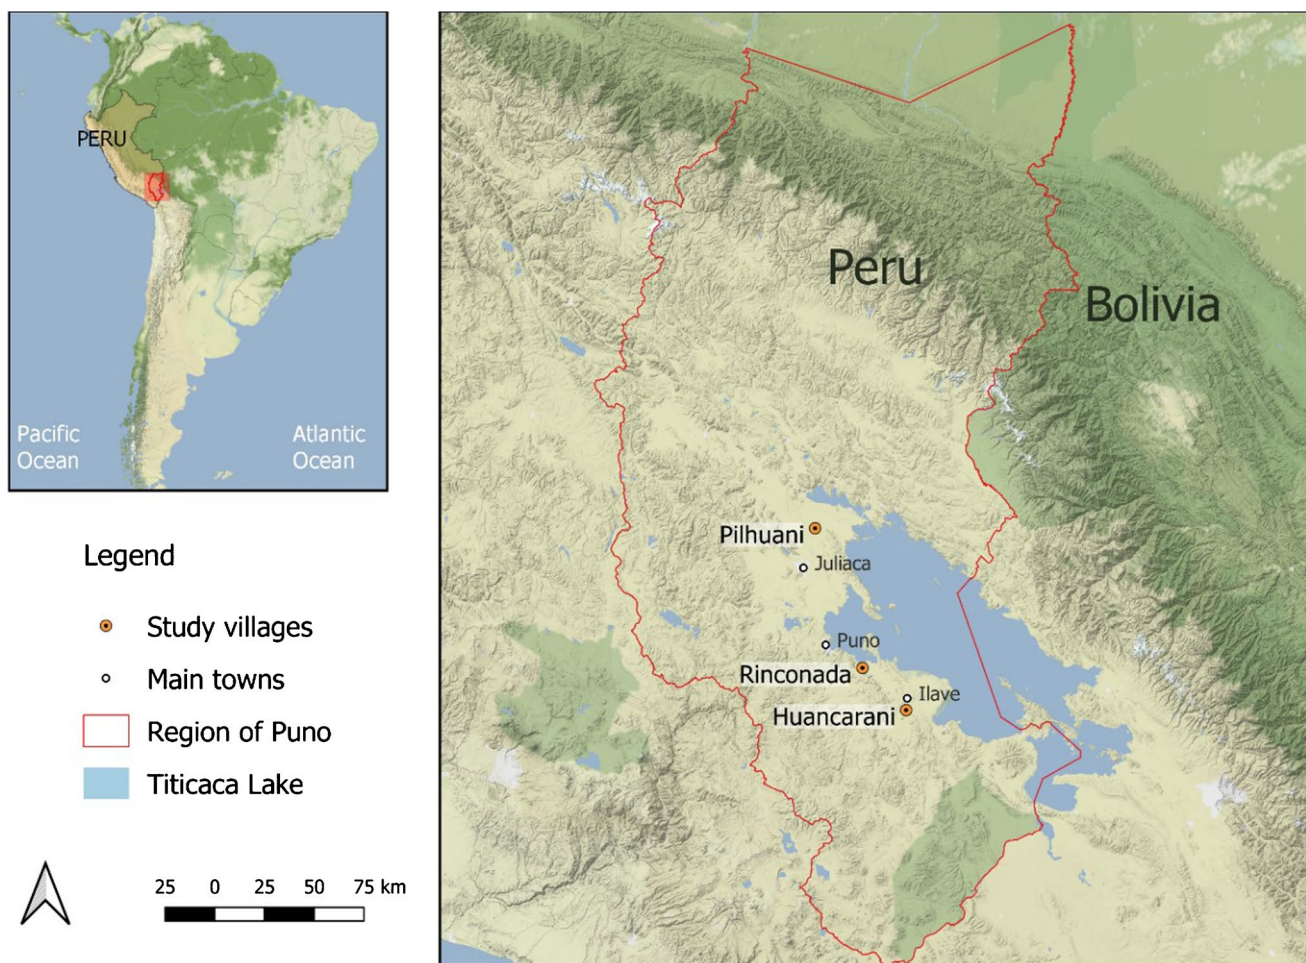 PERU
Pacific
Ocean
Atlantic
Ocean
Legend
Study villages
Main towns
Region of Puno
Titicaca Lake
25 0 25 50 75 km
Peru
Bolivia
Pilhuani
Juliaca
Puno
Rinconada
Ilave
Huancarani